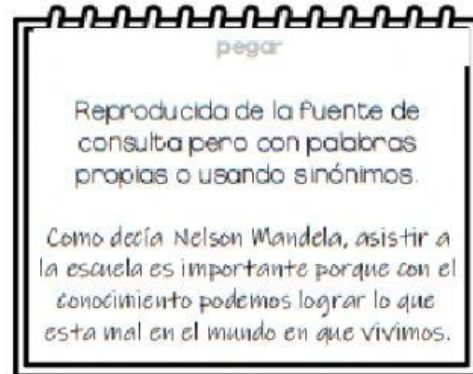 pegar
Reproducida de la fuente de
consulta pero con palabras
propias o usando sinónimos.
Como decía Nelson Mandela, asistir a
la escuela es importante porque con el
conocimiento podemos lograr lo que
esta mal en el mundo en que vivimos.